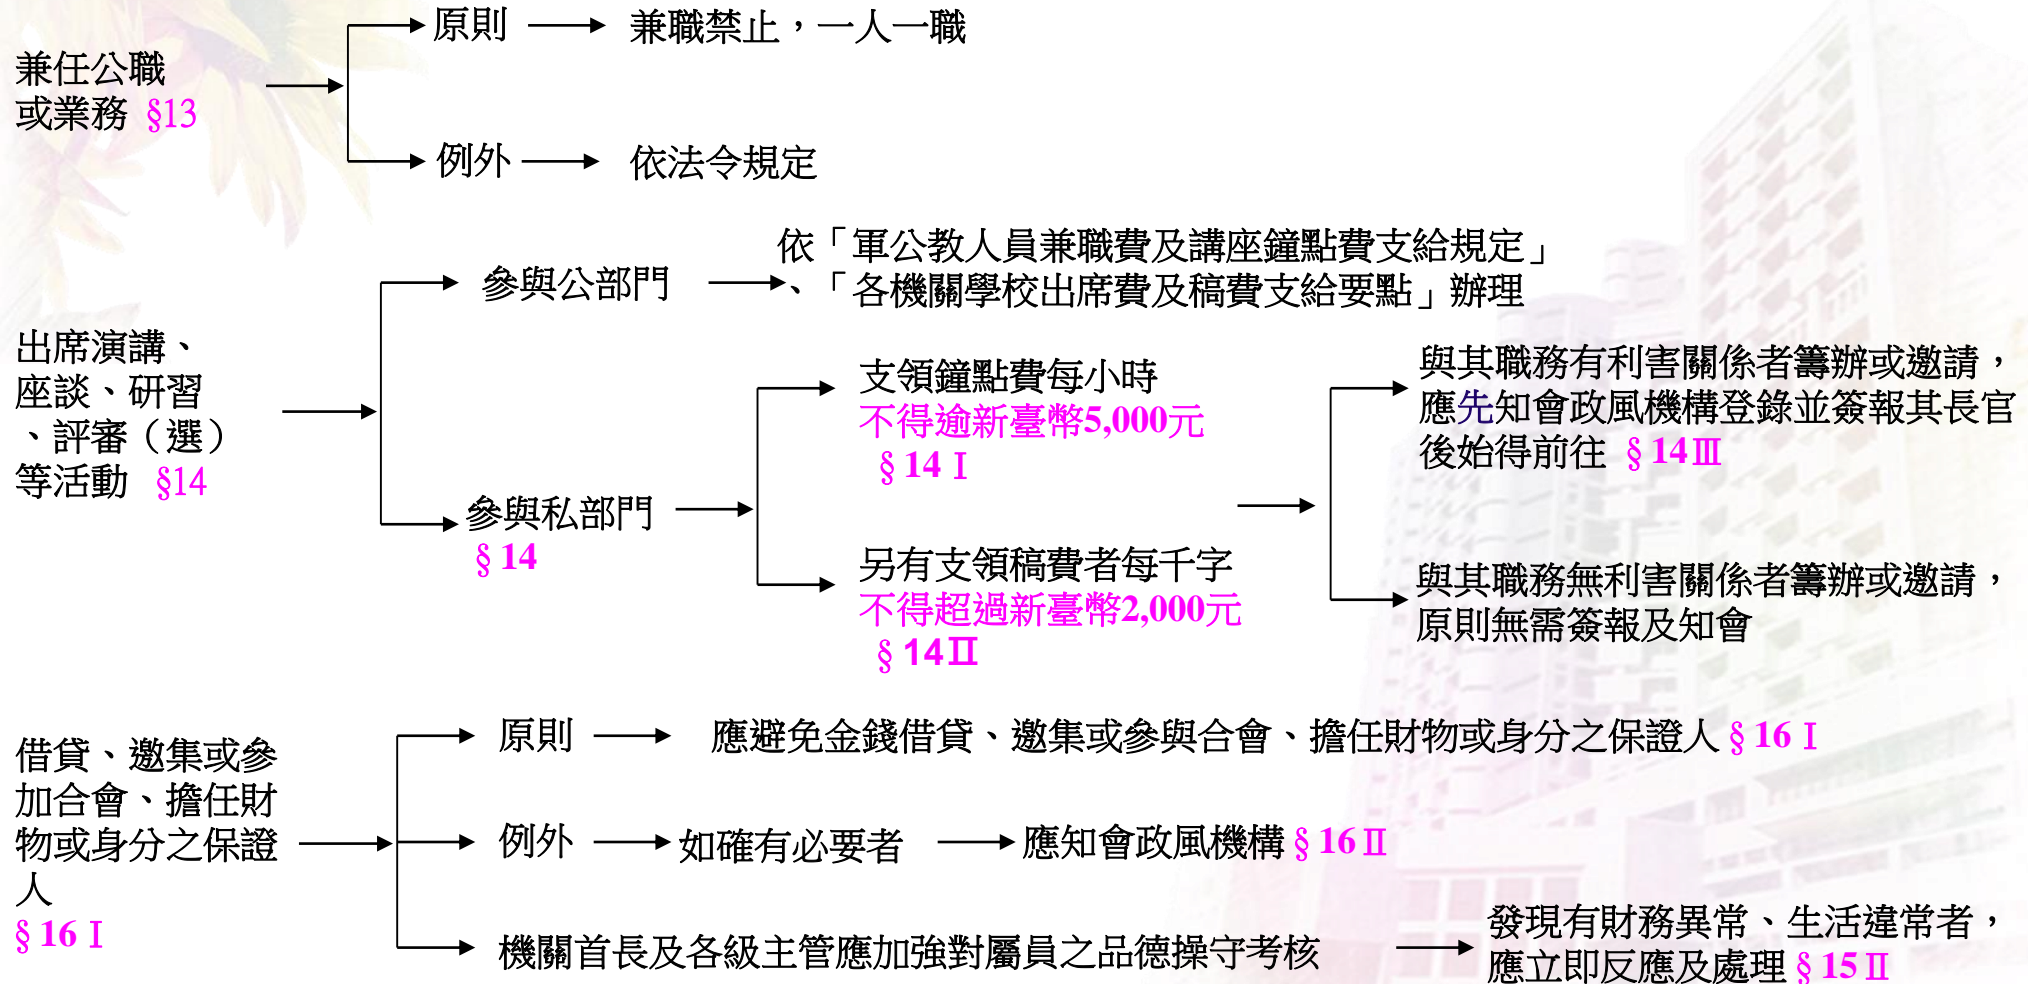 兼任公職
或業務 §13
原則
兼職禁止，一人一職
例外
依法令規定
出席演講、
座談、研習
、評審（選）
等活動 §14
參與公部門
依「軍公教人員兼職費及講座鐘點費支給規定」
、「各機關學校出席費及稿費支給要點」辦理
參與私部門
§14
支領鐘點費每小時
不得逾新臺幣5,000元
§14Ⅰ
另有支領稿費者每千字
不得超過新臺幣2,000元
§14Ⅱ
與其職務有利害關係者籌辦或邀請，
應先知會政風機構登錄並簽報其長官
後始得前往 §14Ⅲ
與其職務無利害關係者籌辦或邀請，
原則無需簽報及知會
借貸、邀集或參
加合會、擔任財
物或身分之保證
人
§16Ⅰ
原則
應避免金錢借貸、邀集或參與合會、擔任財物或身分之保證人 §16Ⅰ
例外
如確有必要者
應知會政風機構 §16Ⅱ
機關首長及各級主管應加強對屬員之品德操守考核
發現有財務異常、生活違常者，
應立即反應及處理 §15Ⅱ